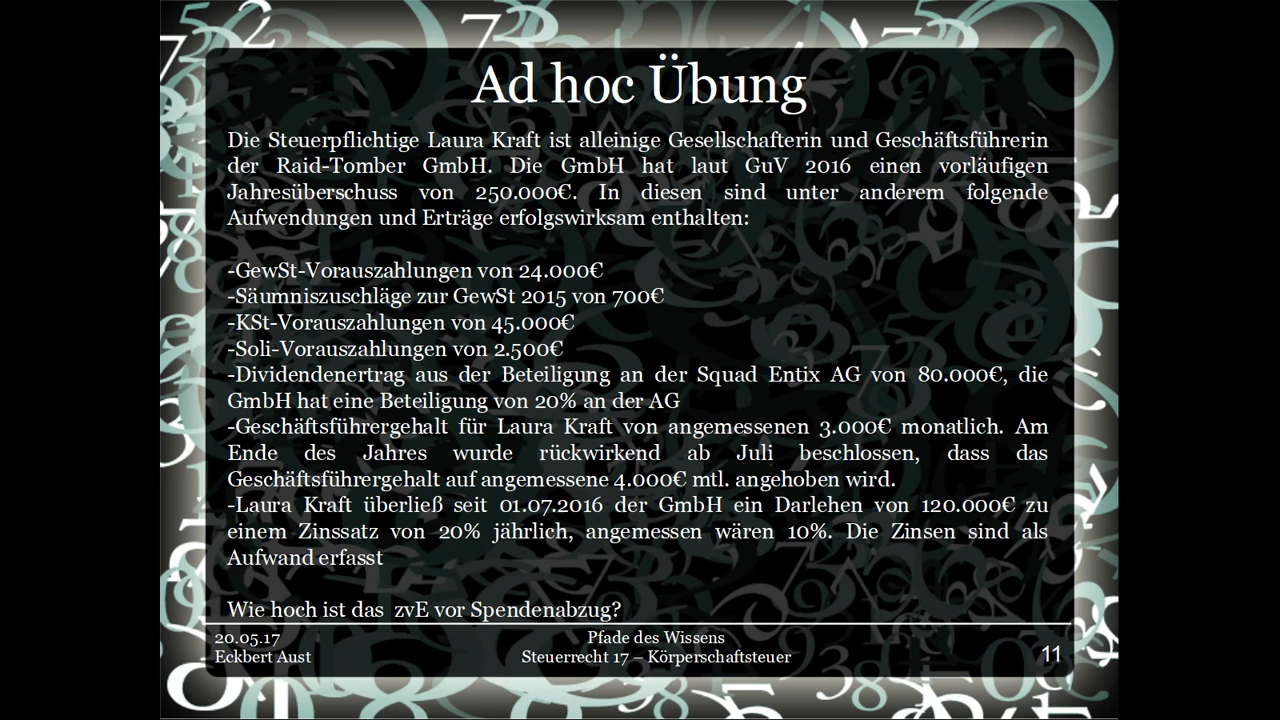 Ad hoc Übung
Die Steuerpflichtige Laura Kraft ist alleinige Gesellschafterin und Geschäftsführerin
der Raid-Tomber GmbH. Die GmbH hat laut GuV 2016 einen vorläufigen
Jahresüberschuss von 250.000€. In diesen sind unter anderem folgende
Aufwendungen und Erträge erfolgswirksam enthalten:
-GewSt-Vorauszahlungen von 24.000€
-Säumniszuschläge zur GewSt 2015 von 700€
-KSt-Vorauszahlungen von 45.000€
-Soli-Vorauszahlungen von 2.500€
-Dividendenertrag aus der Beteiligung an der Squad Entix AG von 80.000€, die
GmbH hat eine Beteiligung von 20% an der AG
-Geschäftsführergehalt für Laura Kraft von angemessenen 3.000€ monatlich. Am
Ende des Jahres wurde rückwirkend ab Juli beschlossen, dass das
Geschäftsführergehalt auf angemessene 4.000€ mtl. angehoben wird.
-Laura Kraft überließ seit 01.07.2016 der GmbH ein Darlehen von 120.000€ zu
einem Zinssatz von 20% jährlich, angemessen wären 10%. Die Zinsen sind als
Aufwand erfasst
Wie hoch ist das zvE vor Spendenabzug?
20.05.17
Eckbert Aust
Pfade des Wissens
Steuerrecht 17 – Körperschaftsteuer
11